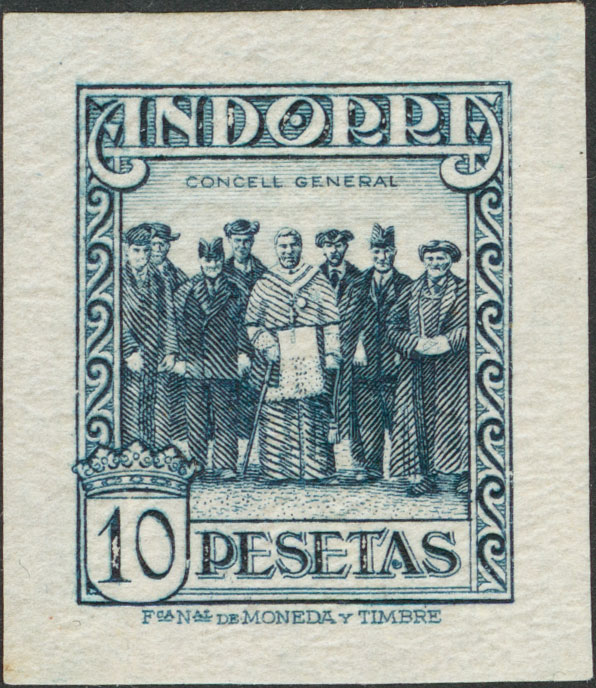 ANDORRA
CONCELL GENERAL
10 PESETAS
Fca Nal DE MONEDA Y TIMBRE